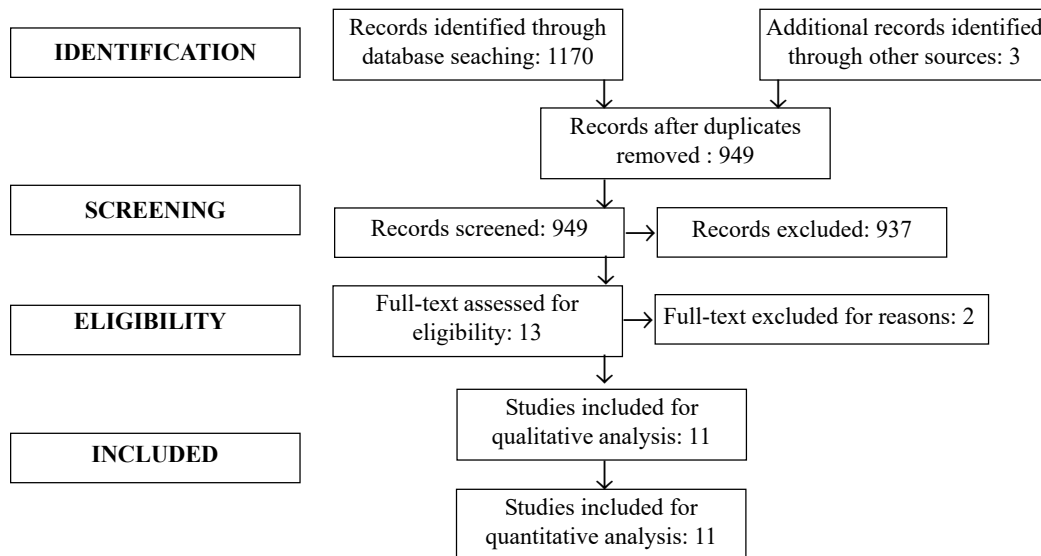 IDENTIFICATION
Records identified through
database seaching: 1170
Additional records identified
through other sources: 3
Records after duplicates
removed : 949
SCREENING
Records screened: 949
Records excluded: 937
ELIGIBILITY
Full-text assessed for
eligibility: 13
Full-text excluded for reasons: 2
INCLUDED
Studies included for
qualitative analysis: 11
Studies included for
quantitative analysis: 11